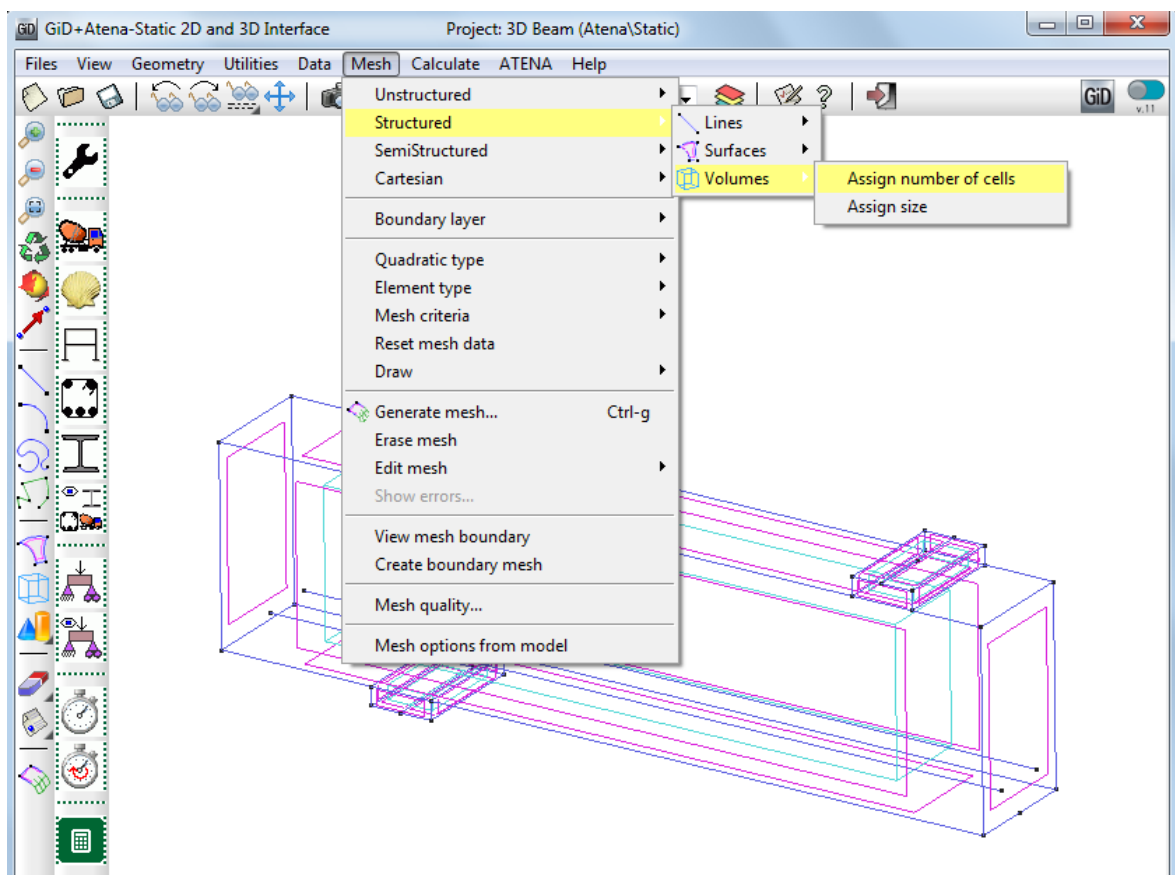 GiD GiD+Atena-Static 2D and 3D Interface Project: 3D Beam (Atena\Static)
Files View Geometry Utilities Data Mesh Calculate ATENA Help
GiD
v.11
Unstructured
Structured
SemiStructured
Cartesian
Boundary layer
Quadratic type
Element type
Mesh criteria
Reset mesh data
Draw
Generate mesh... Ctrl-g
Erase mesh
Edit mesh
Show errors...
View mesh boundary
Create boundary mesh
Mesh quality...
Mesh options from model
Lines
Surfaces
Volumes
Assign number of cells
Assign size